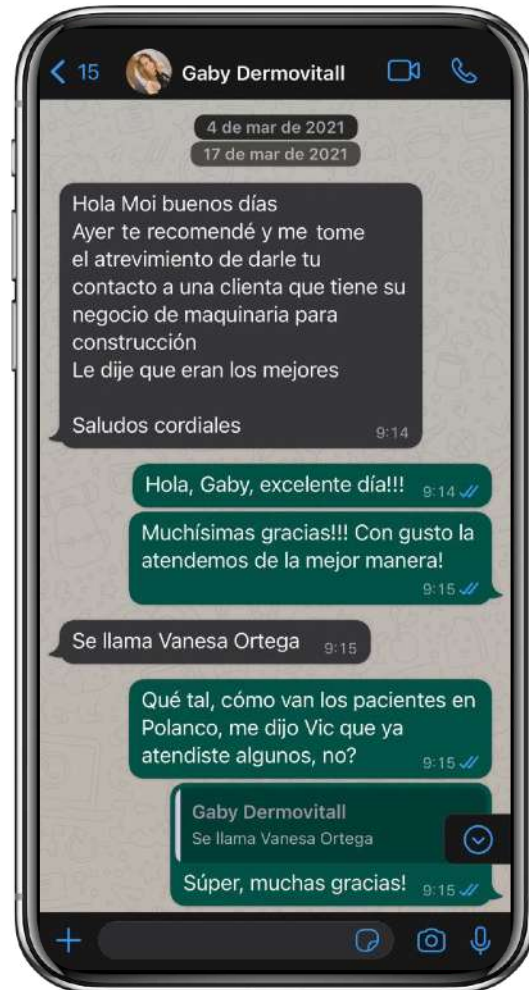 15
Gaby Dermovitall
4 de mar de 2021
17 de mar de 2021
Hola Moi buenos días
Ayer te recomendé y me tome
el atrevimiento de darle tu
contacto a una clienta que tiene su
negocio de maquinaria para
construcción
Le dije que eran los mejores
Saludos cordiales
9:14
Hola, Gaby, excelente día!!! 9:14
Muchísimas gracias!!! Con gusto la
atendemos de la mejor manera!
9:15
Se llama Vanesa Ortega 9:15
Qué tal, cómo van los pacientes en
Polanco, me dijo Vic que ya
atendiste algunos, no? 9:15
Gaby Dermovitall
Se llama Vanesa Ortega
Súper, muchas gracias! 9:15